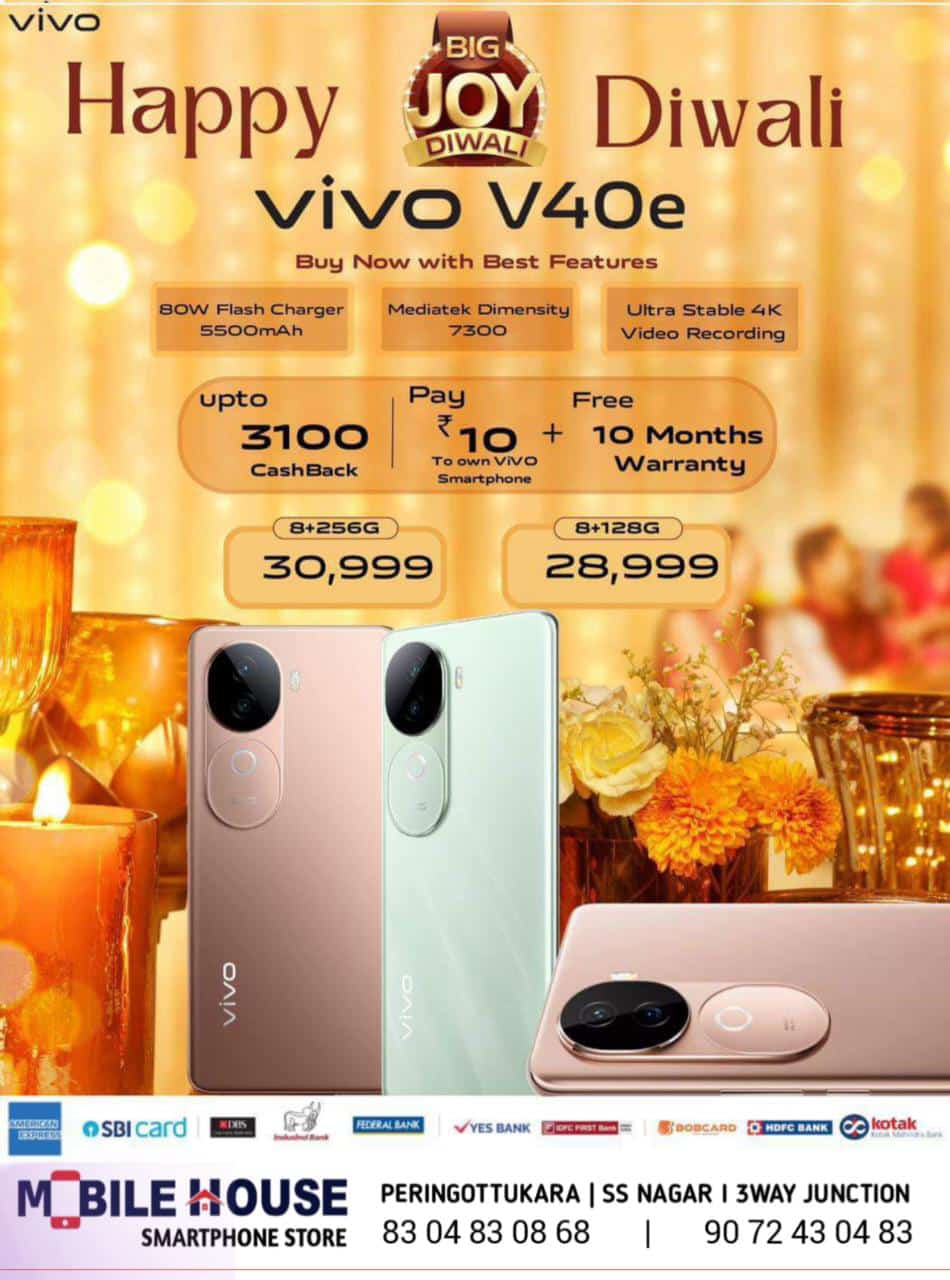 vivo
BIG
JOY
DIWALI
Happy Diwali
vivo V40e
Buy Now with Best Features
80W Flash Charger
5500mAh
Mediatek Dimensity
7300
Ultra Stable 4K
Video Recording
upto
3100
CashBack
Pay
₹ 10
To own ViVO
Smartphone
+
Free
10 Months
Warranty
8+256G
30,999
8+128G
28,999
vivo
vivo
AMERICAN
EXPRESS
SBI card
DBS
IndusInd Bank
FEDERAL BANK
YES BANK
IDFC FIRST Bank
BOBCARD
HDFC BANK
kotak
Kotak Mahindra Bank
MOBILE HOUSE
SMARTPHONE STORE
PERINGOTTUKARA | SS NAGAR I 3WAY JUNCTION
83 04 83 08 68 | 90 72 43 04 83